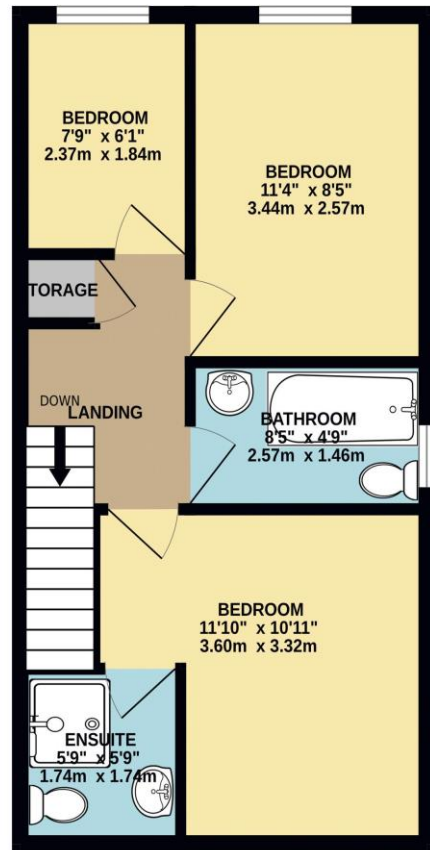 BEDROOM
7'9" x 6'1"
2.37m x 1.84m
BEDROOM
11'4" x 8'5"
3.44m x 2.57m
TORAGE
DOWN
LANDING
BATHROOM
8'5" x 4'9"
2.57m x 1.46m
BEDROOM
11'10" x 10'11"
3.60m x 3.32m
ENSUITE
5'9" x 5'9"
1.74m x 1.74m